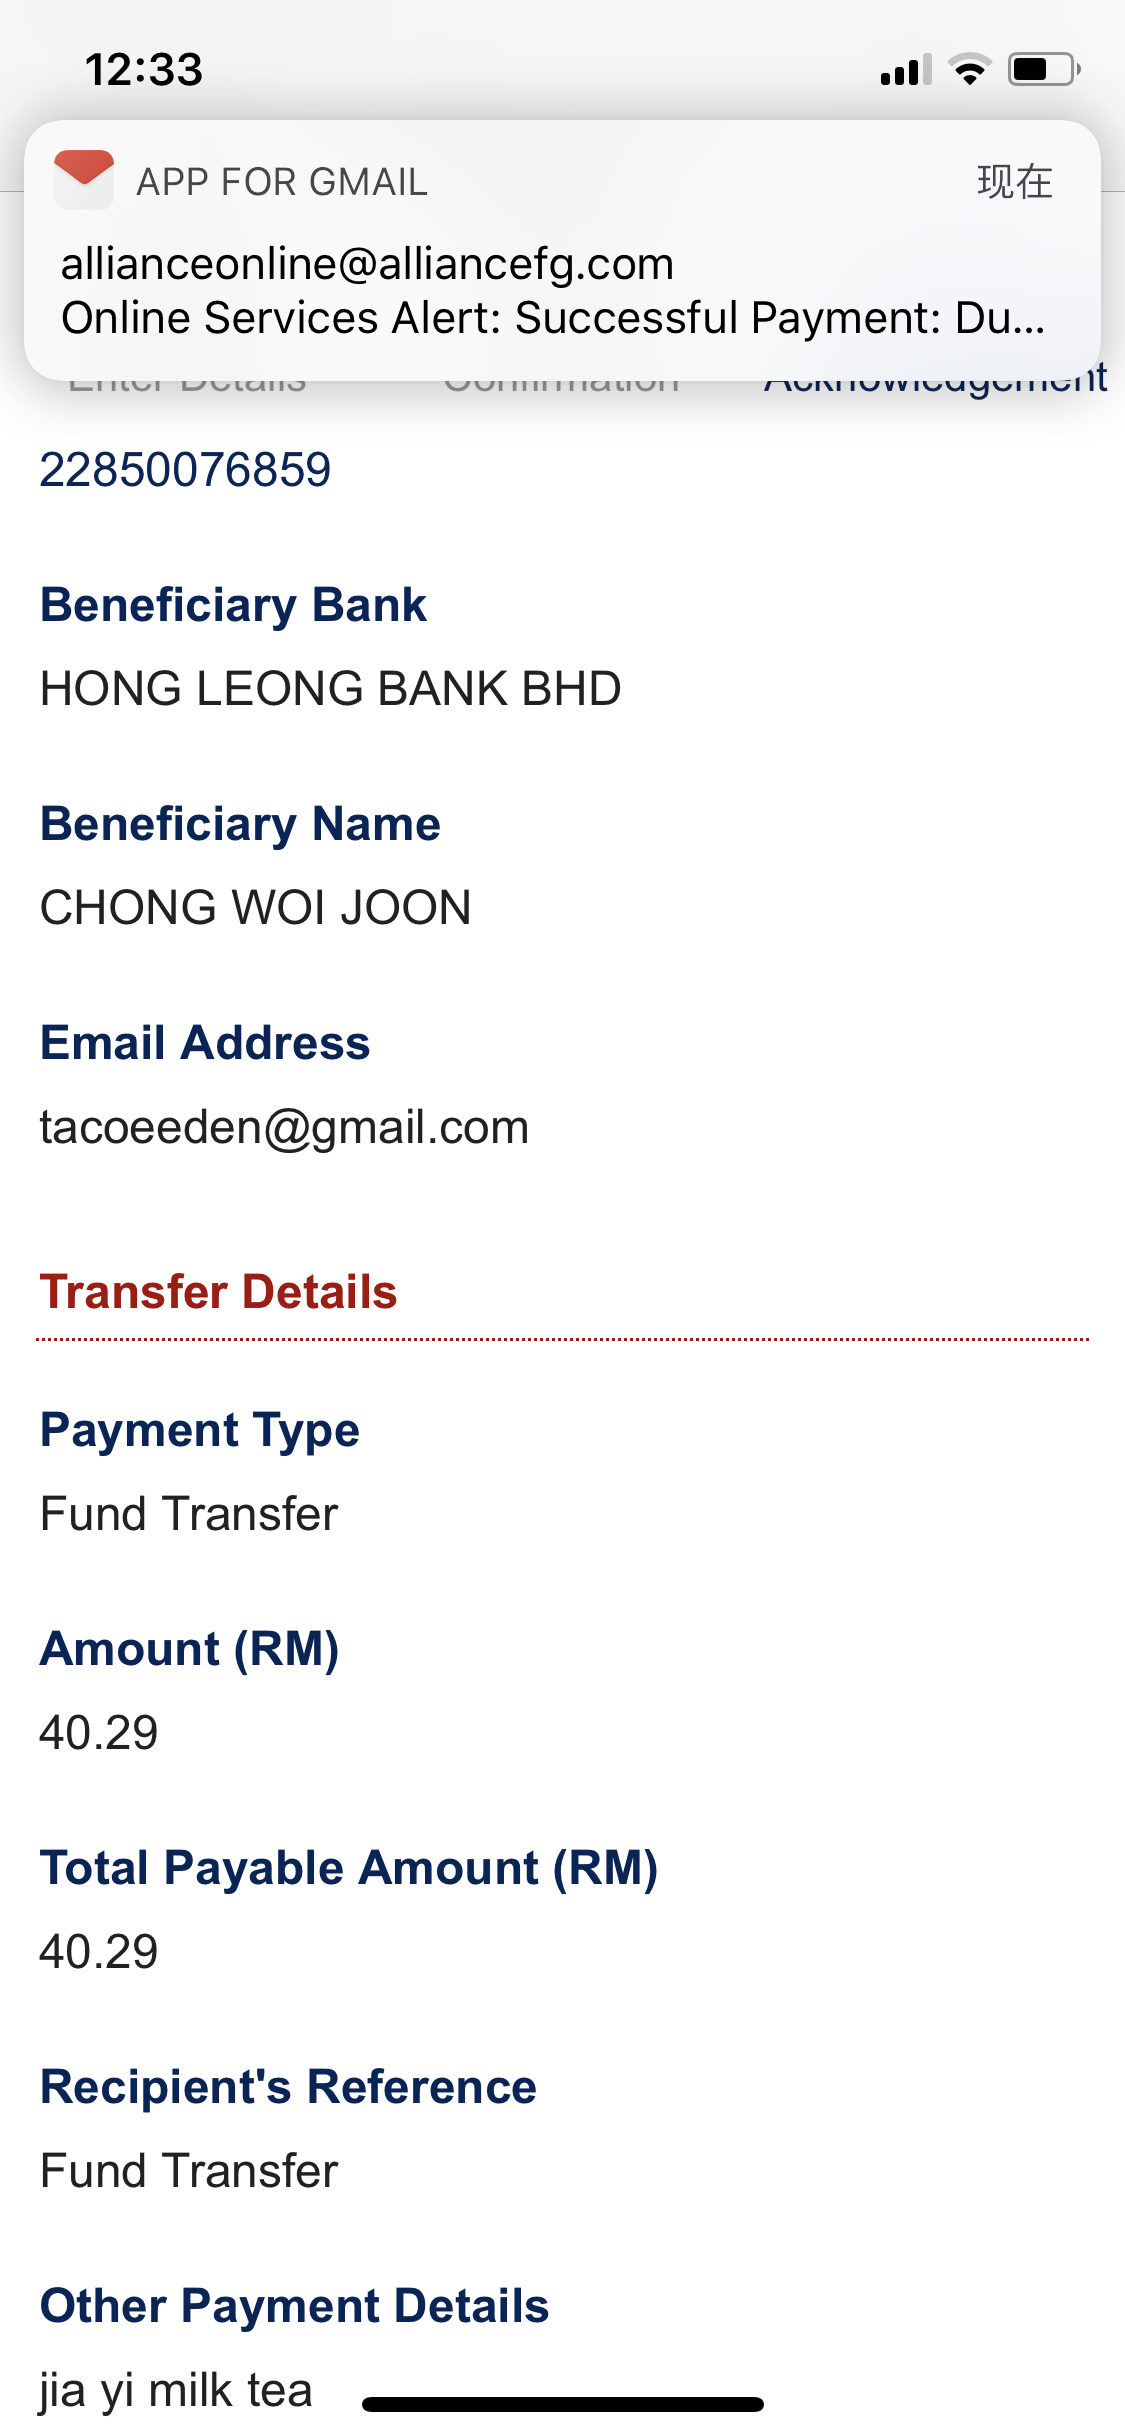 12:33
APP FOR GMAIL
现在
allianceonline@alliancefg.com
Online Services Alert: Successful Payment: Du...
Enter Details
Confirmation
Acknowledgement
22850076859
Beneficiary Bank
HONG LEONG BANK BHD
Beneficiary Name
CHONG WOI JOON
Email Address
tacoeeden@gmail.com
Transfer Details
Payment Type
Fund Transfer
Amount (RM)
40.29
Total Payable Amount (RM)
40.29
Recipient's Reference
Fund Transfer
Other Payment Details
jia yi milk tea